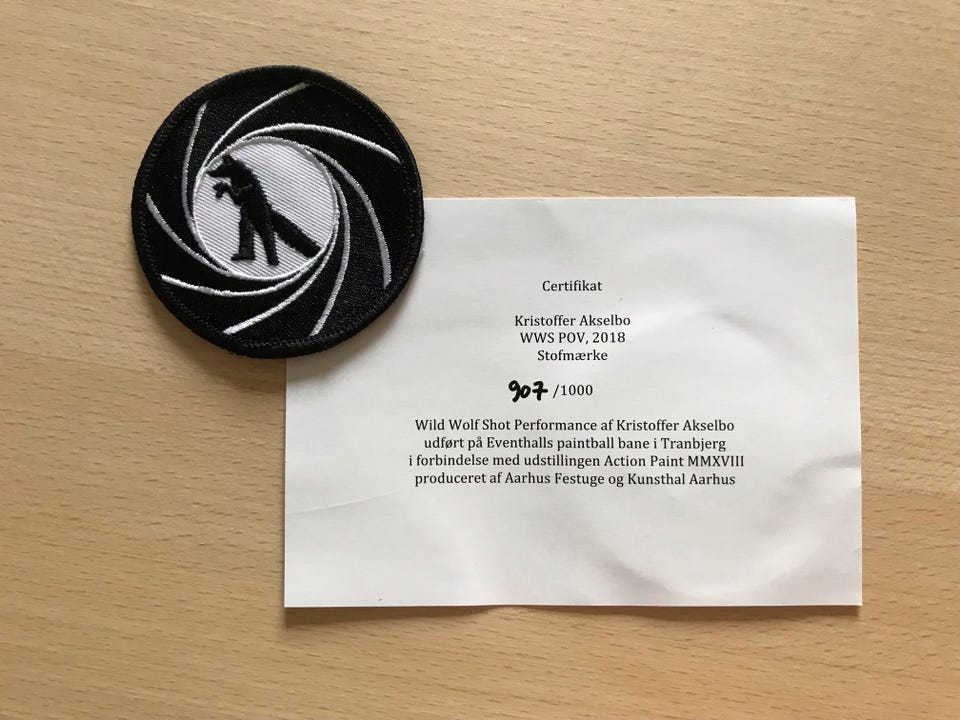 Certifikat
Kristoffer Akselbo
WWS POV, 2018
Stofmærke
907 /1000
Wild Wolf Shot Performance af Kristoffer Akselbo
udført på Eventhalls paintball bane i Tranbjerg
i forbindelse med udstillingen Action Paint MMXVIII
produceret af Aarhus Festuge og Kunsthal Aarhus